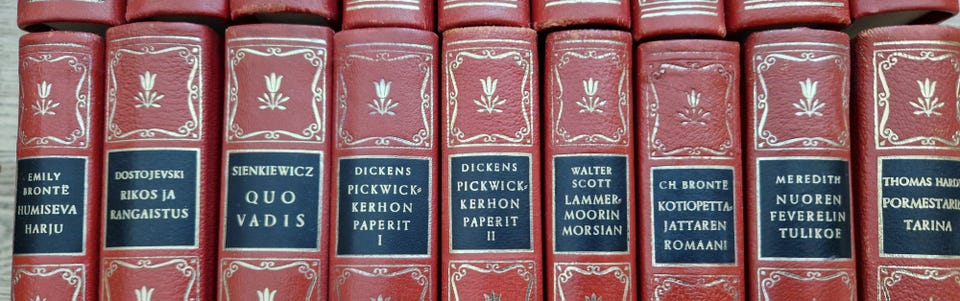 EMILY
BRONTË
HUMISEVA
HARJU
DOSTOJEVSKI
RIKOS JA
RANGAISTUS
SIENKIEWICZ
QUO
VADIS
DICKENS
PICKWICK-
KERHON
PAPERIT
I
DICKENS
PICKWICK-
KERHON
PAPERIT
II
WALTER
SCOTT
LAMMER-
MOORIN
MORSIAN
CH BRONTË
KOTIOPETTA-
JATTAREN
ROMAANI
MEREDITH
NUOREN
FEVERELIN
TULIKOE
THOMAS HARDY
PORMESTARIN
TARINA